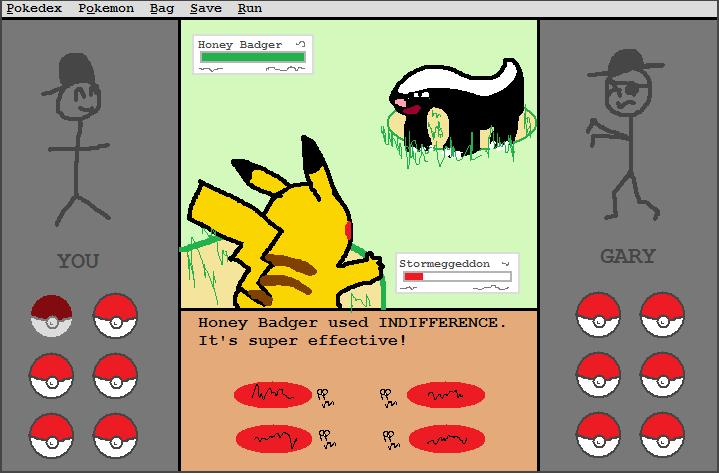 Pokedex Pokemon Bag Save Run
Honey Badger
Stormeggeddon
YOU
GARY
Honey Badger used INDIFFERENCE.
It's super effective!